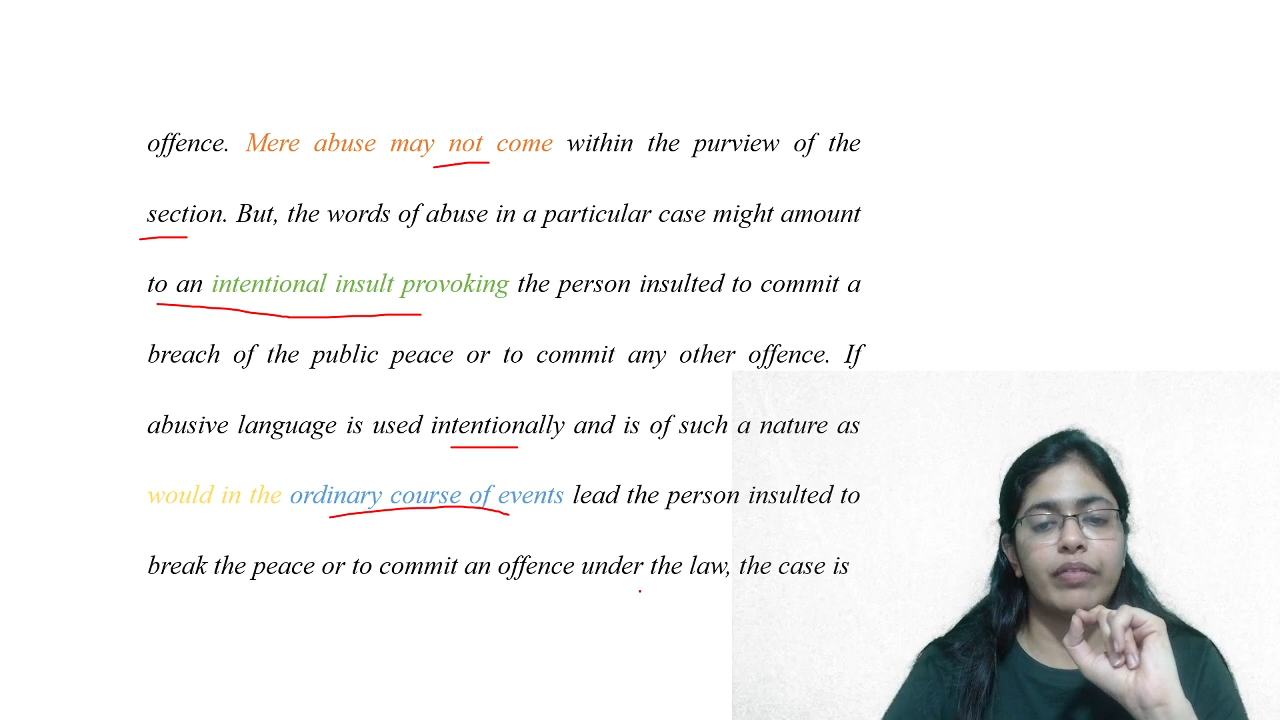 offence. Mere abuse may not come within the purview of the
section. But, the words of abuse in a particular case might amount
to an intentional insult provoking the person insulted to commit a
breach of the public peace or to commit any other offence. If
abusive language is used intentionally and is of such a nature as
would in the ordinary course of events lead the person insulted to
break the peace or to commit an offence under the law, the case is